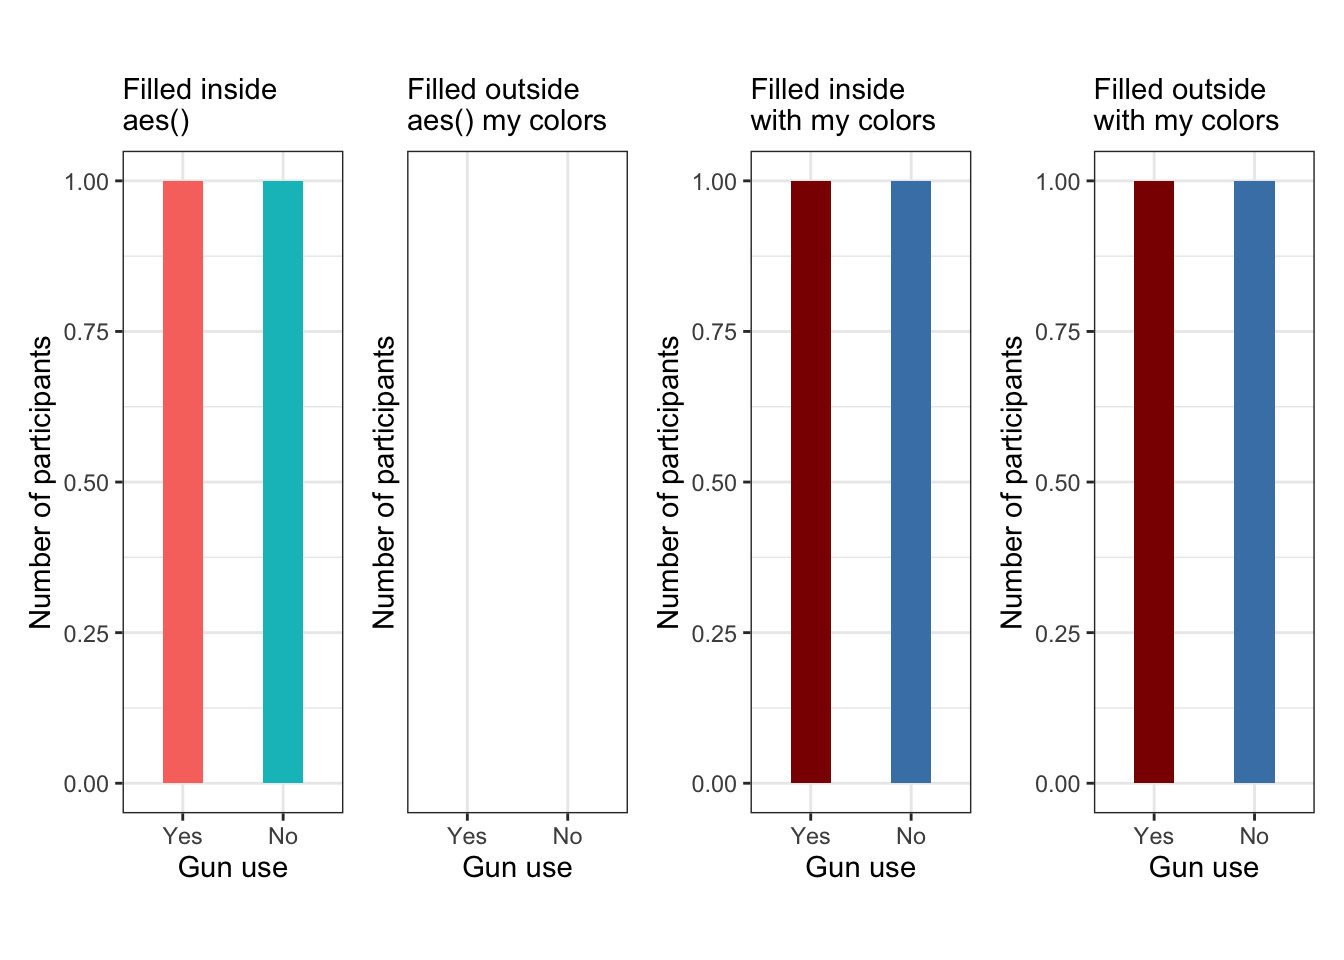 Filled inside
aes()
Number of participants
1.00
0.75
0.50
0.25
0.00
Yes No
Gun use
Filled outside
aes() my colors
Number of participants
Yes No
Gun use
Filled inside
with my colors
Number of participants
1.00
0.75
0.50
0.25
0.00
Yes No
Gun use
Filled outside
with my colors
Number of participants
1.00
0.75
0.50
0.25
0.00
Yes No
Gun use